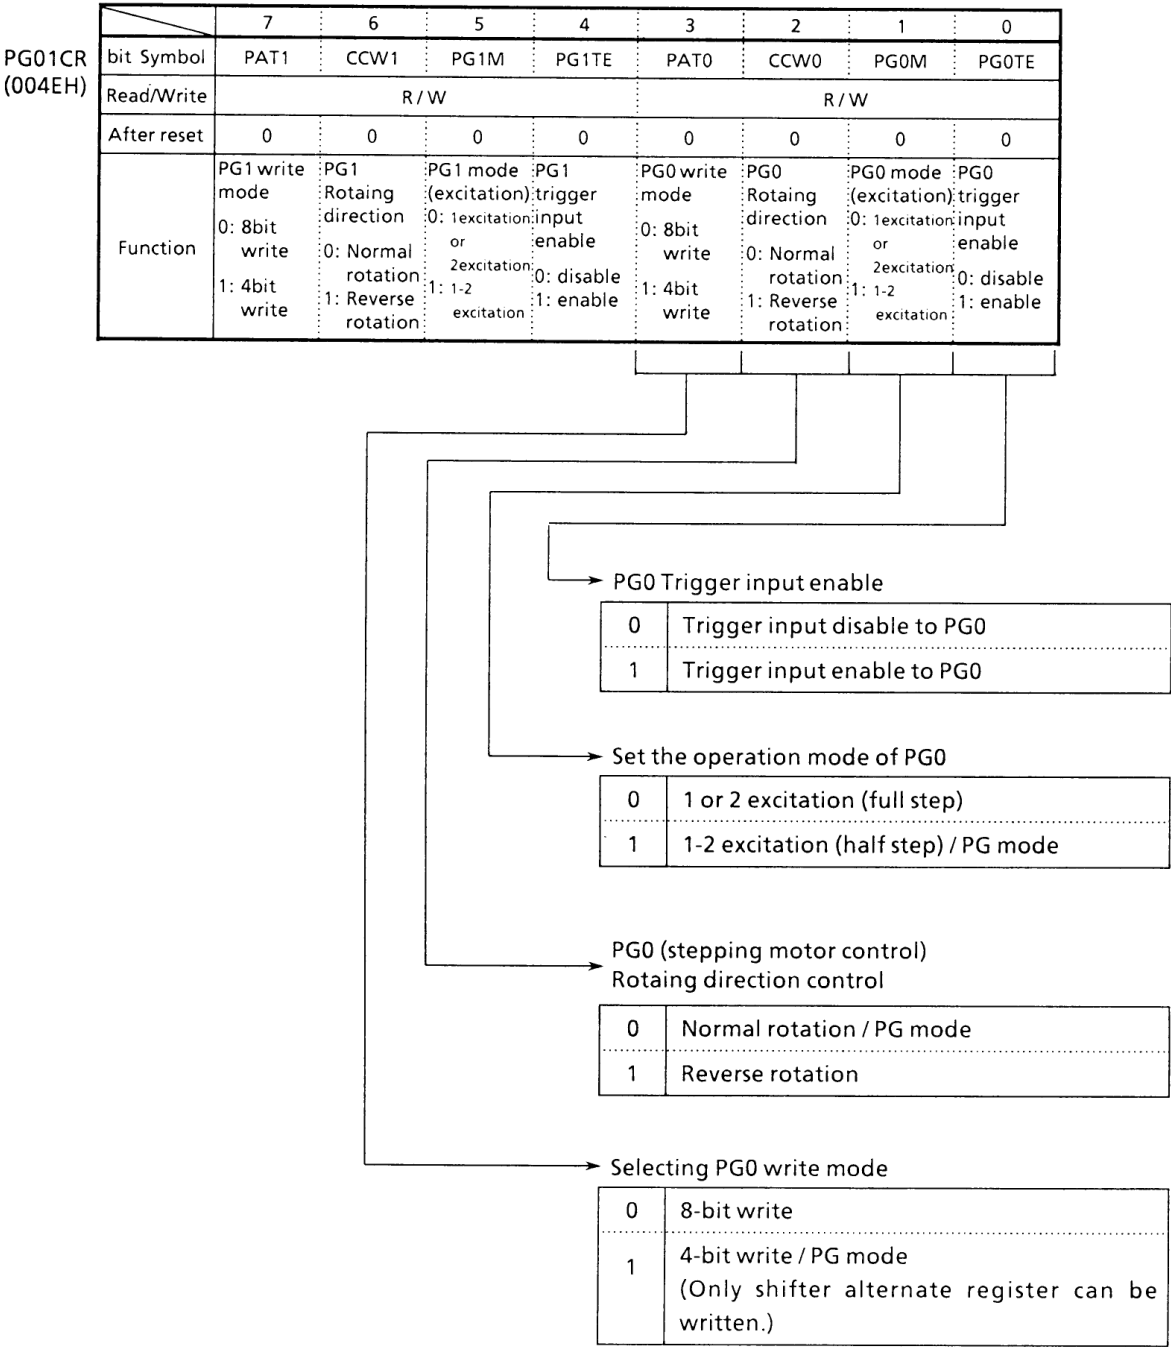 7 6 5 4 3 2 1 0
PG01CR
(004EH)
bit Symbol PAT1 CCW1 PG1M PG1TE PAT0 CCW0 PG0M PG0TE
Read/Write R / W R / W
After reset 0 0 0 0 0 0 0 0
Function
PG1 write
mode
0: 8bit
write
1: 4bit
write
PG1
Rotaing
direction
0: Normal
rotation
1: Reverse
rotation
PG1 mode
(excitation)
0: 1excitation
or
2excitation
1: 1-2
excitation
PG1
trigger
input
enable
0: disable
1: enable
PG0 write
mode
0: 8bit
write
1: 4bit
write
PG0
Rotaing
direction
0: Normal
rotation
1: Reverse
rotation
PG0 mode
(excitation)
0: 1excitation
or
2excitation
1: 1-2
excitation
PG0
trigger
input
enable
0: disable
1: enable
PG0 Trigger input enable
0 Trigger input disable to PG0
1 Trigger input enable to PG0
Set the operation mode of PG0
0 1 or 2 excitation (full step)
1 1-2 excitation (half step) / PG mode
PG0 (stepping motor control)
Rotaing direction control
0 Normal rotation / PG mode
1 Reverse rotation
Selecting PG0 write mode
0 8-bit write
1 4-bit write / PG mode
(Only shifter alternate register can be
written.)